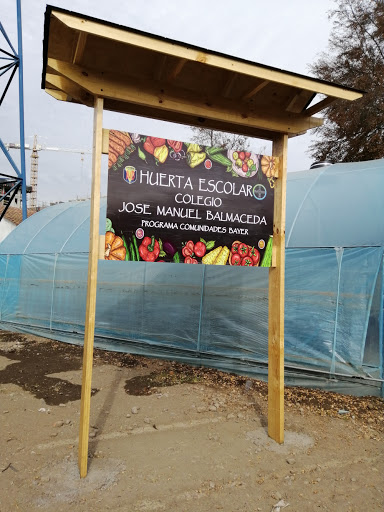 HUERTA ESCOLAR
COLEGIO
JOSE MANUEL BALMACEDA
PROGRAMA COMUNIDADES BAYER